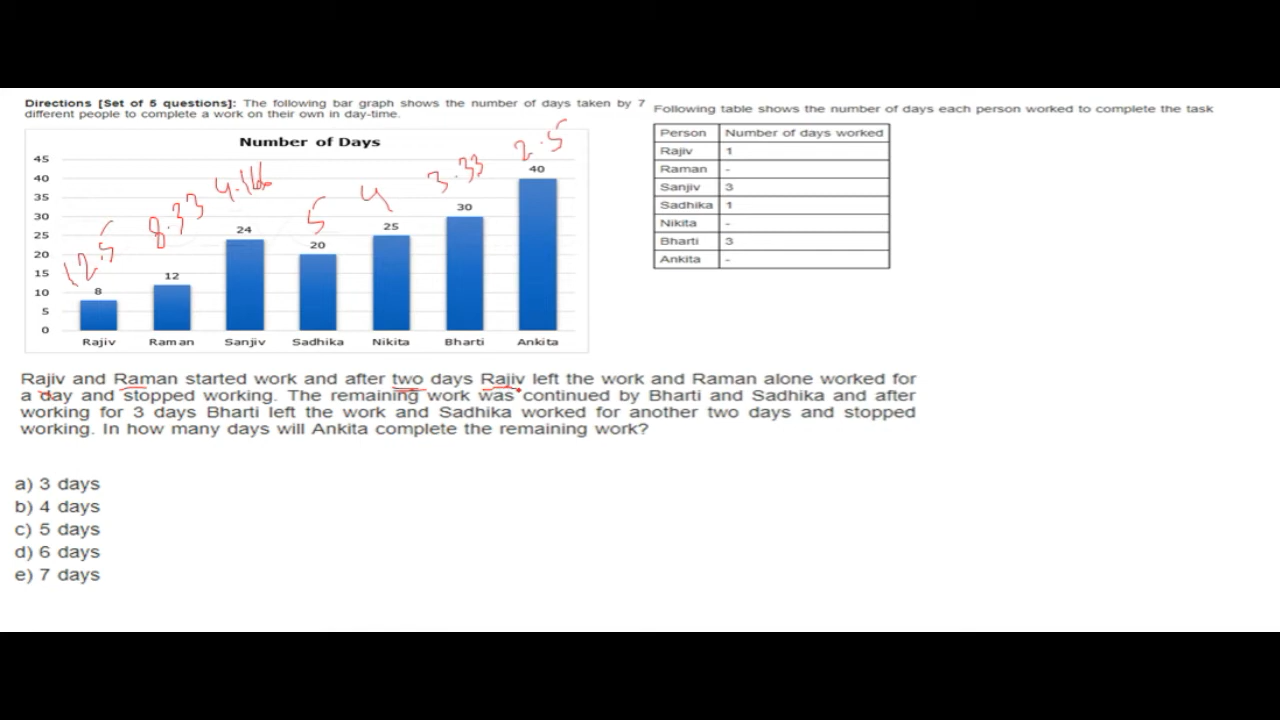 Directions [Set of 5 questions]: The following bar graph shows the number of days taken by 7
different people to complete a work on their own in day-time.
Number of Days
45
40
35
30
25
20
15
10
5
0
12.5
8.33
4.166
5
4
3.33
2.5
8
12
24
20
25
30
40
Rajiv Raman Sanjiv Sadhika Nikita Bharti Ankita
Following table shows the number of days each person worked to complete the task
Person Number of days worked
Rajiv 1
Raman -
Sanjiv 3
Sadhika 1
Nikita -
Bharti 3
Ankita -
Rajiv and Raman started work and after two days Rajiv left the work and Raman alone worked for
a day and stopped working. The remaining work was continued by Bharti and Sadhika and after
working for 3 days Bharti left the work and Sadhika worked for another two days and stopped
working. In how many days will Ankita complete the remaining work?
a) 3 days
b) 4 days
c) 5 days
d) 6 days
e) 7 days